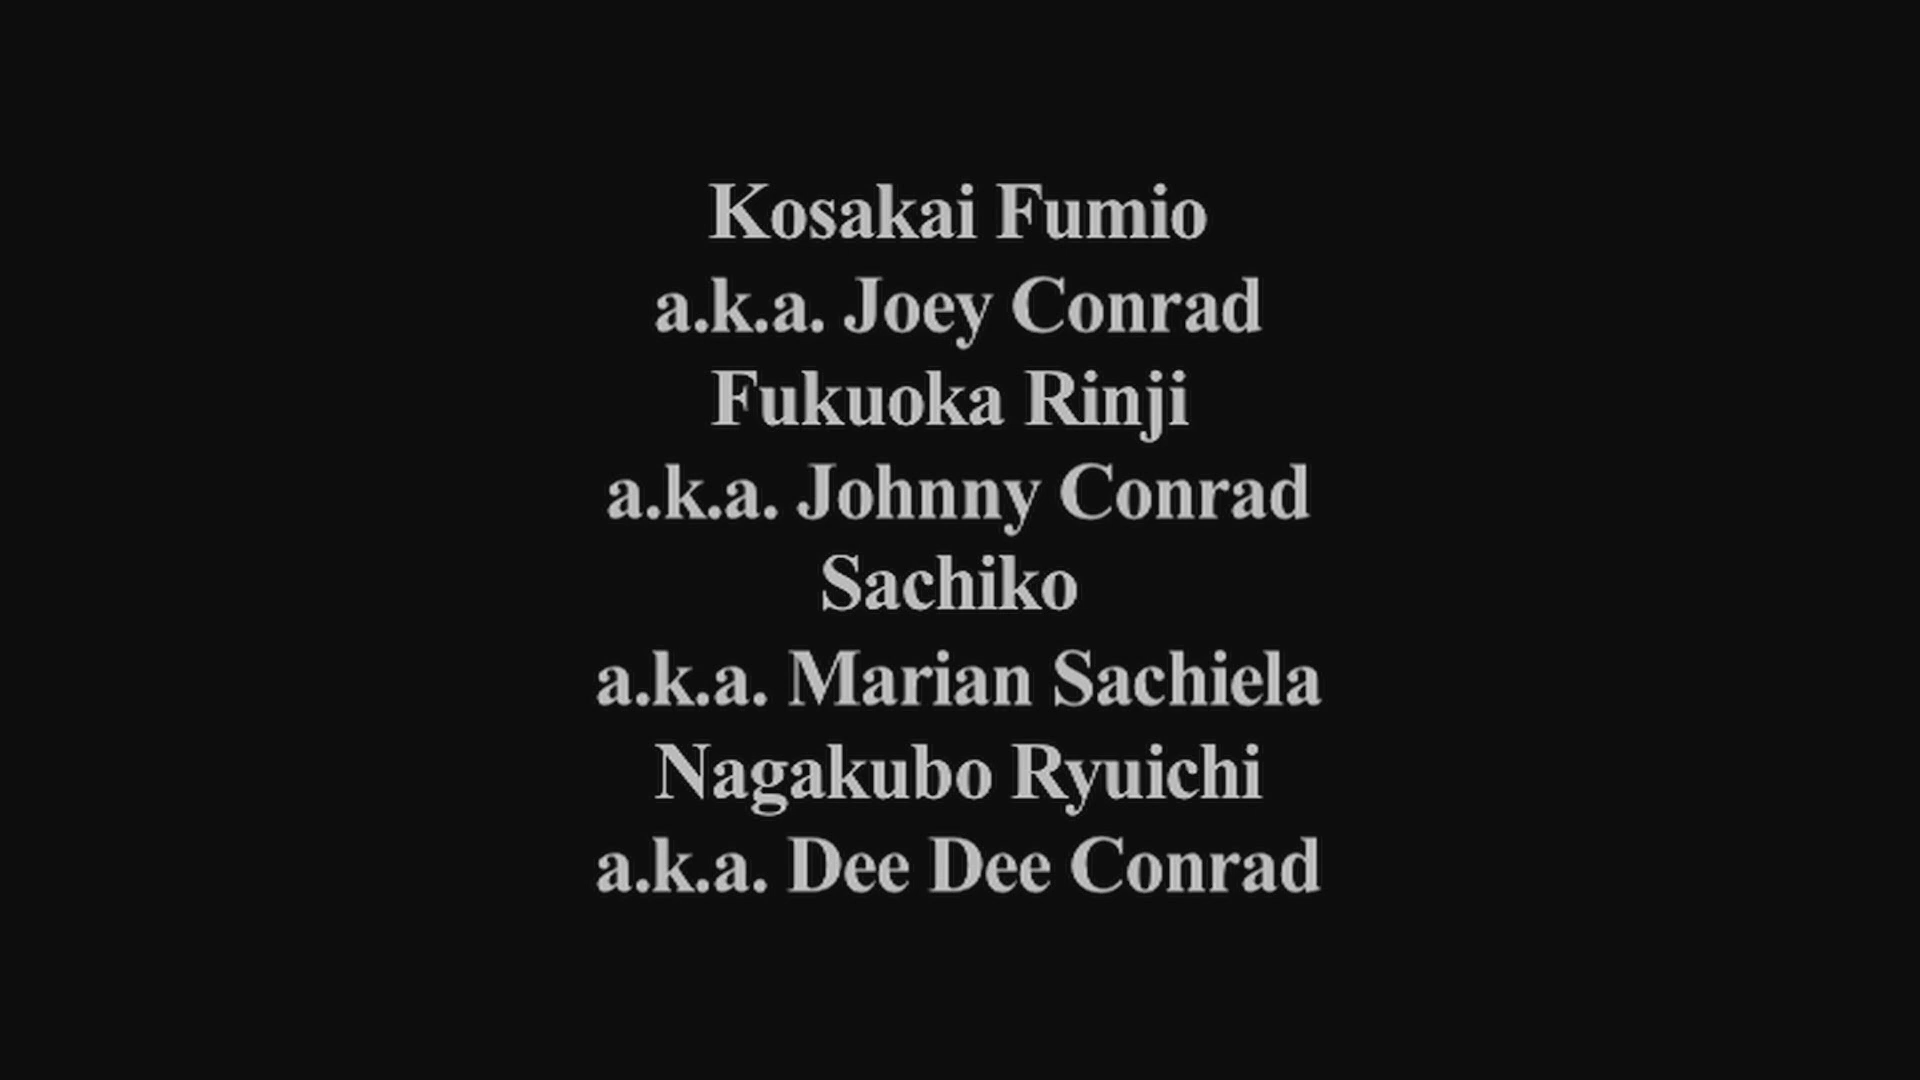 Kosakai Fumio
a.k.a. Joey Conrad
Fukuoka Rinji
a.k.a. Johnny Conrad
Sachiko
a.k.a. Marian Sachiela
Nagakubo Ryuichi
a.k.a. Dee Dee Conrad